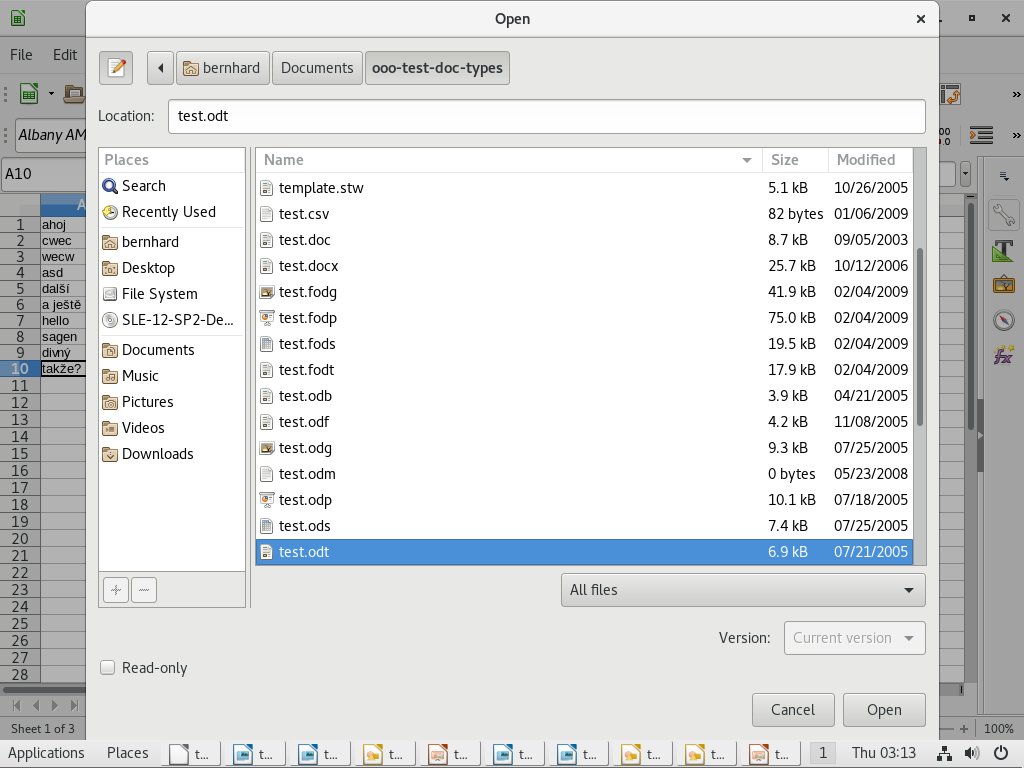 Open
File Edit
bernhard Documents ooo-test-doc-types
Location: test.odt
Albany AM
A10
Places
Search
Recently Used
bernhard
Desktop
File System
SLE-12-SP2-De...
Documents
Music
Pictures
Videos
Downloads
Name Size Modified
template.stw 5.1 kB 10/26/2005
test.csv 82 bytes 01/06/2009
test.doc 8.7 kB 09/05/2003
test.docx 25.7 kB 10/12/2006
test.fodg 41.9 kB 02/04/2009
test.fodp 75.0 kB 02/04/2009
test.fods 19.5 kB 02/04/2009
test.fodt 17.9 kB 02/04/2009
test.odb 3.9 kB 04/21/2005
test.odf 4.2 kB 11/08/2005
test.odg 9.3 kB 07/25/2005
test.odm 0 bytes 05/23/2008
test.odp 10.1 kB 07/18/2005
test.ods 7.4 kB 07/25/2005
test.odt 6.9 kB 07/21/2005
A
1 ahoj
2 cwec
3 wecw
4 asd
5 další
6 a ještě
7 hello
8 sagen
9 divný
10 takže?
11
12
13
14
15
16
17
18
19
20
21
22
23
24
25
26
27
28
All files
Version: Current version
Read-only
Cancel Open
Sheet 1 of 3 100%
Applications Places t... t... t... t... t... t... t... t... t... t... 1 Thu 03:13